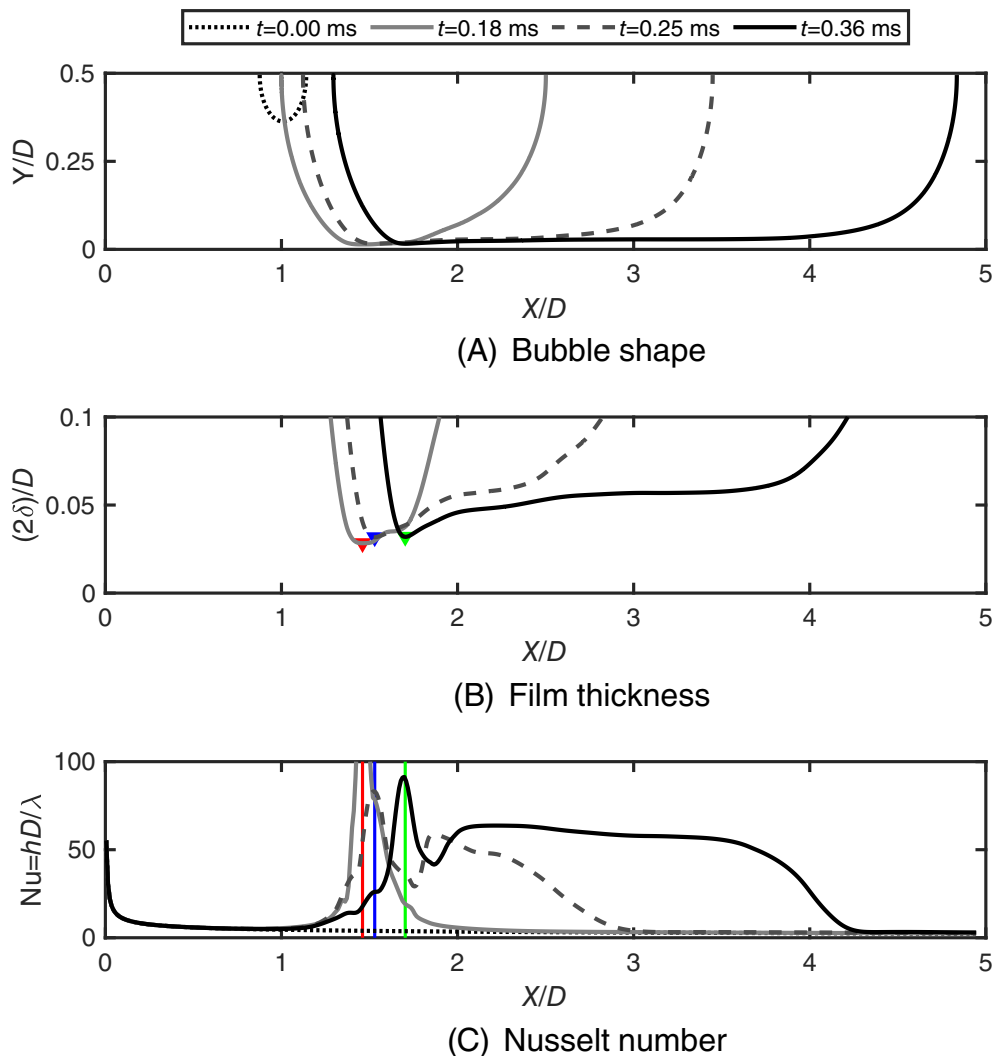 t=0.00 ms t=0.18 ms t=0.25 ms t=0.36 ms
0.5
0.25
0
Y/D
0 1 2 3 4 5
X/D
(A) Bubble shape
0.1
0.05
0
(2δ)/D
0 1 2 3 4 5
X/D
(B) Film thickness
100
50
0
Nu=hD/λ
0 1 2 3 4 5
X/D
(C) Nusselt number